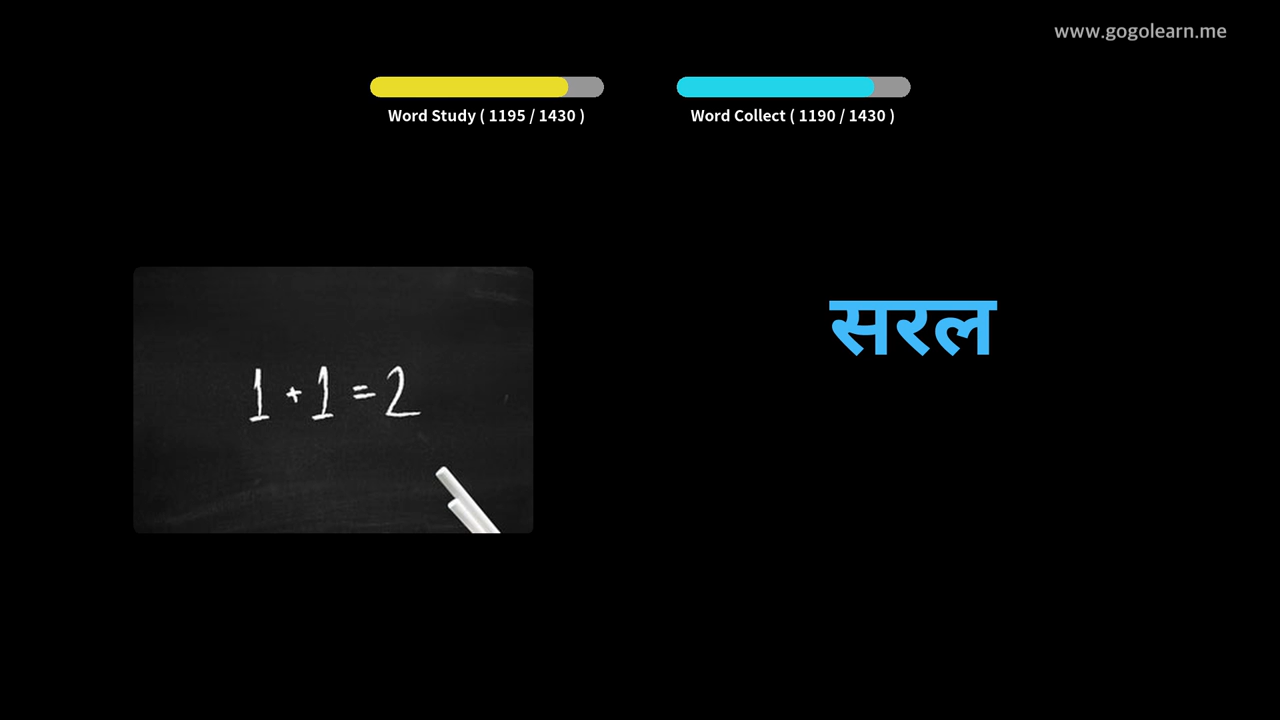 www.gogolearn.me
Word Study ( 1195 / 1430 )
Word Collect ( 1190 / 1430 )
सरल
1 + 1 = 2